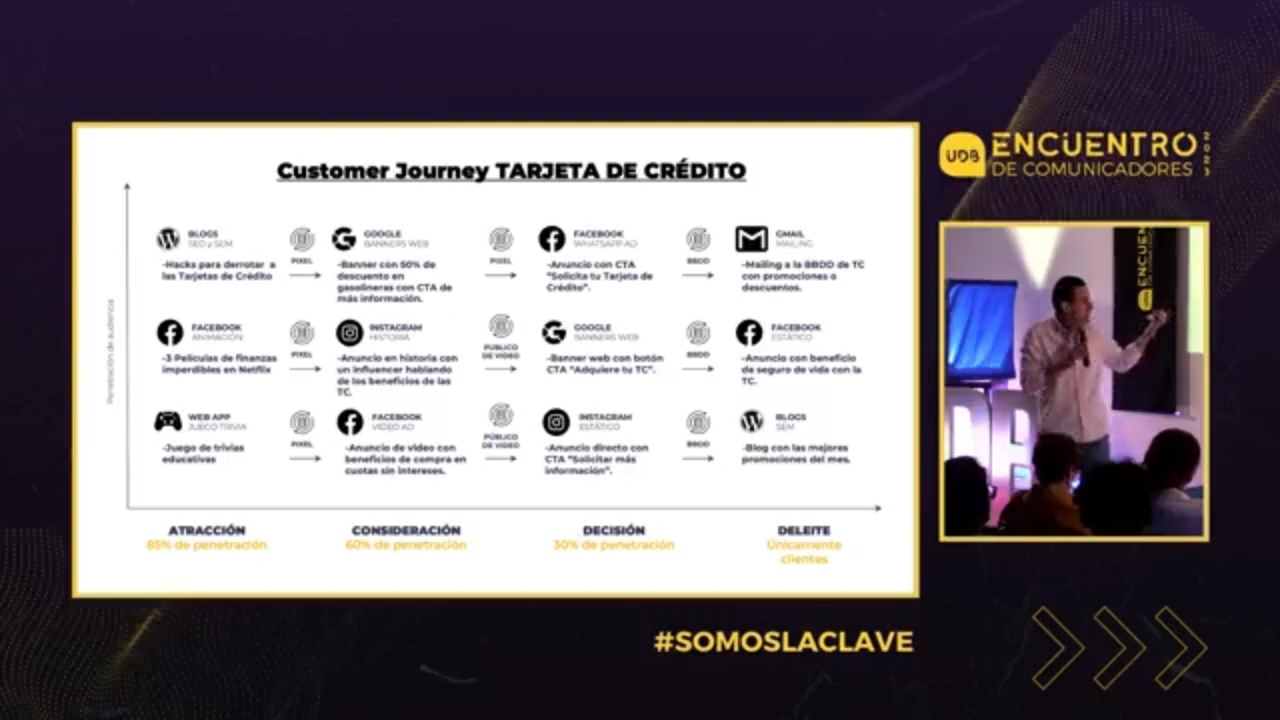 Customer Journey TARJETA DE CRÉDITO
Penetración de audiencia
BLOGS
SEO y SEM
-Hacks para derrotar a
las Tarjetas de Crédito
PIXEL
GOOGLE
BANNERS WEB
-Banner con 50% de
descuento en
gasolineras con CTA de
más información.
PIXEL
FACEBOOK
WHATSAPP AD
-Anuncio con CTA
"Solicita tu Tarjeta de
Crédito".
BBDD
GMAIL
MAILING
-Mailing a la BBDD de TC
con promociones o
descuentos.
FACEBOOK
ANIMACIÓN
-3 Películas de finanzas
imperdibles en Netflix
PIXEL
INSTAGRAM
HISTORIA
-Anuncio en historia con
un influencer hablando
de los beneficios de las
TC.
PÚBLICO
DE VIDEO
GOOGLE
BANNERS WEB
-Banner web con botón
CTA "Adquiere tu TC".
BBDD
FACEBOOK
ESTÁTICO
-Anuncio con beneficio
de seguro de vida con la
TC.
WEB APP
JUEGO TRIVIA
-Juego de trivias
educativas
PIXEL
FACEBOOK
VIDEO AD
-Anuncio de video con
beneficios de compra en
cuotas sin intereses.
PÚBLICO
DE VIDEO
INSTAGRAM
ESTÁTICO
-Anuncio directo con
CTA "Solicitar más
información".
BBDD
BLOGS
SEM
-Blog con las mejores
promociones del mes.
ATRACCIÓN
85% de penetración
CONSIDERACIÓN
60% de penetración
DECISIÓN
30% de penetración
DELEITE
Únicamente
clientes
UDB
ENCUENTRO
DE COMUNICADORES
#SOMOSLACLAVE